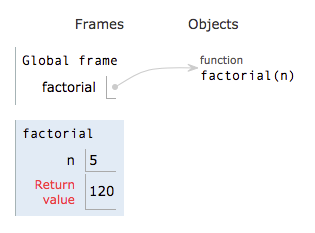 Frames Objects
Global frame
function
factorial factorial(n)
factorial
n 5
Return
value 120